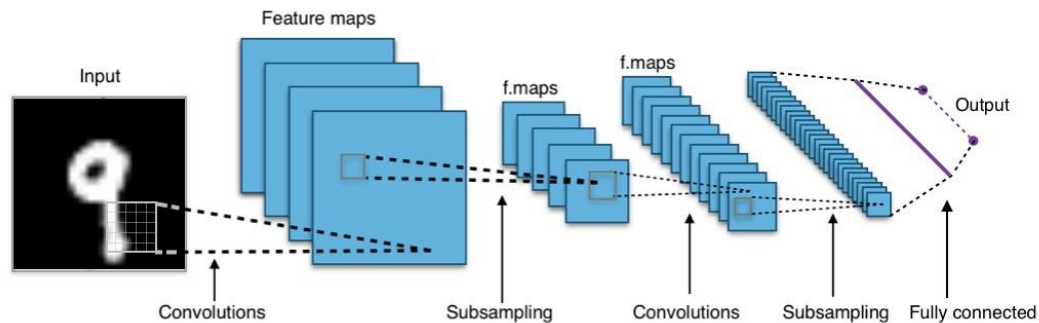 Feature maps
Input
f.maps
f.maps
Output
Convolutions
Subsampling
Convolutions
Subsampling
Fully connected